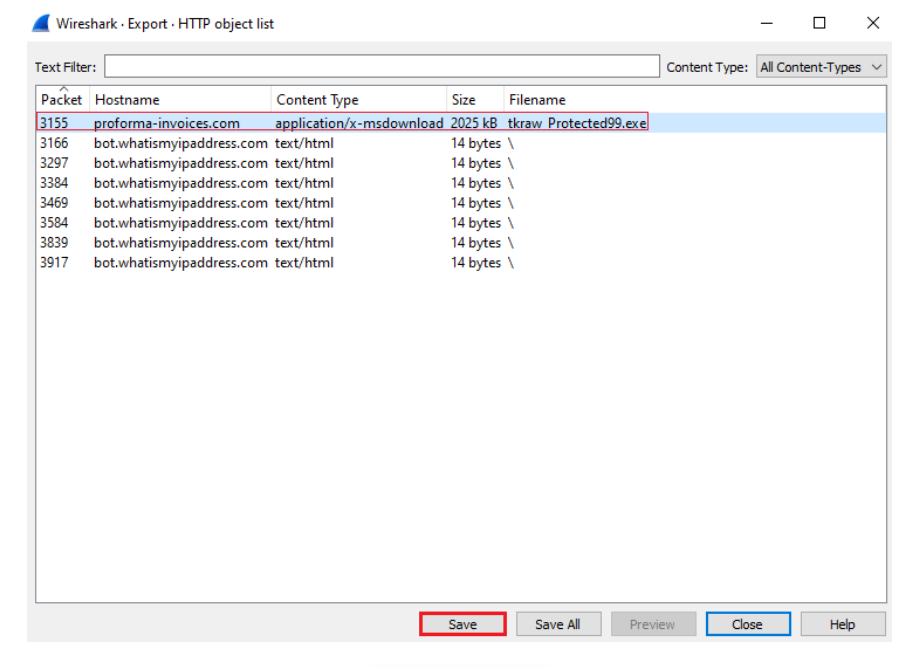 Wireshark · Export · HTTP object list
Text Filter: Content Type: All Content-Types
Packet Hostname Content Type Size Filename
3155 proforma-invoices.com application/x-msdownload 2025 kB tkraw_Protected99.exe
3166 bot.whatismyipaddress.com text/html 14 bytes \
3297 bot.whatismyipaddress.com text/html 14 bytes \
3384 bot.whatismyipaddress.com text/html 14 bytes \
3469 bot.whatismyipaddress.com text/html 14 bytes \
3584 bot.whatismyipaddress.com text/html 14 bytes \
3839 bot.whatismyipaddress.com text/html 14 bytes \
3917 bot.whatismyipaddress.com text/html 14 bytes \
Save Save All Preview Close Help